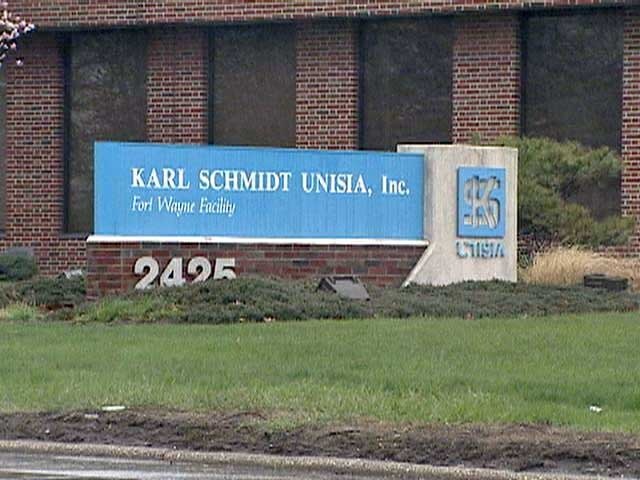 KARL SCHMIDT UNISIA, Inc.
Fort Wayne Facility
2425
KS
UNISIA